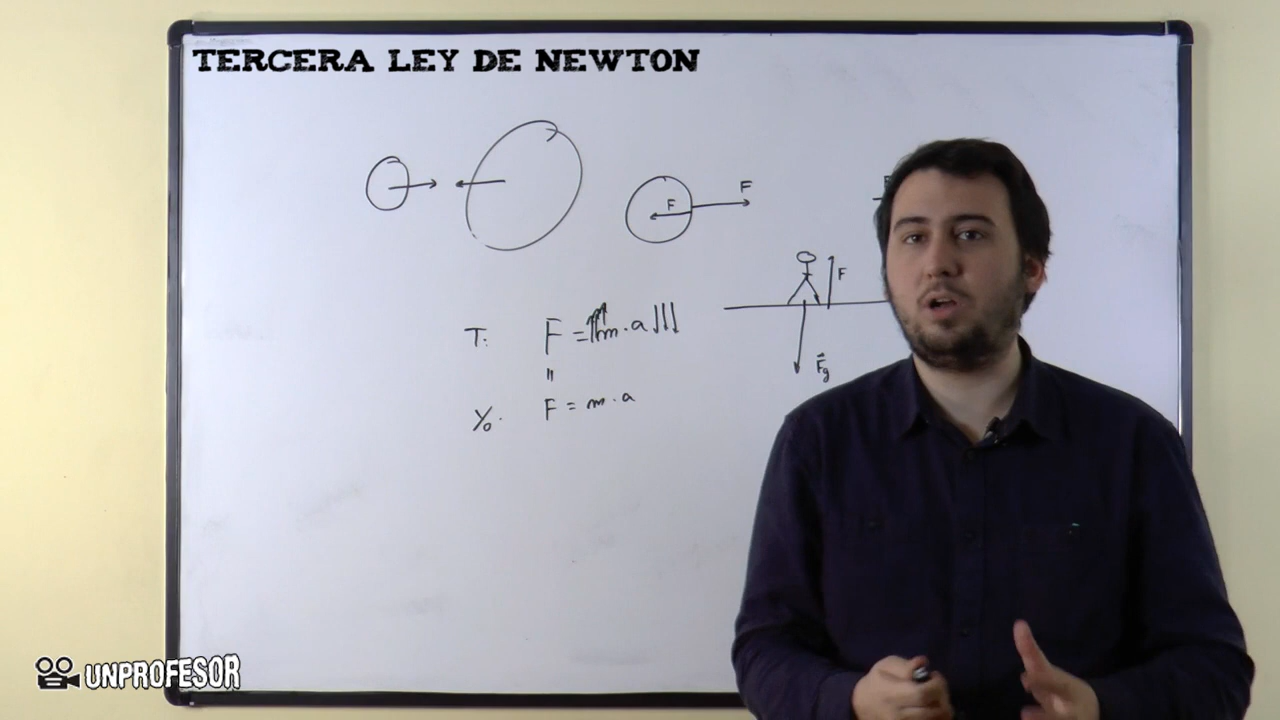 TERCERA LEY DE NEWTON
F F
F
T: F = m·a
"
Yo: F = m·a
F⃗g
UNPROFESOR